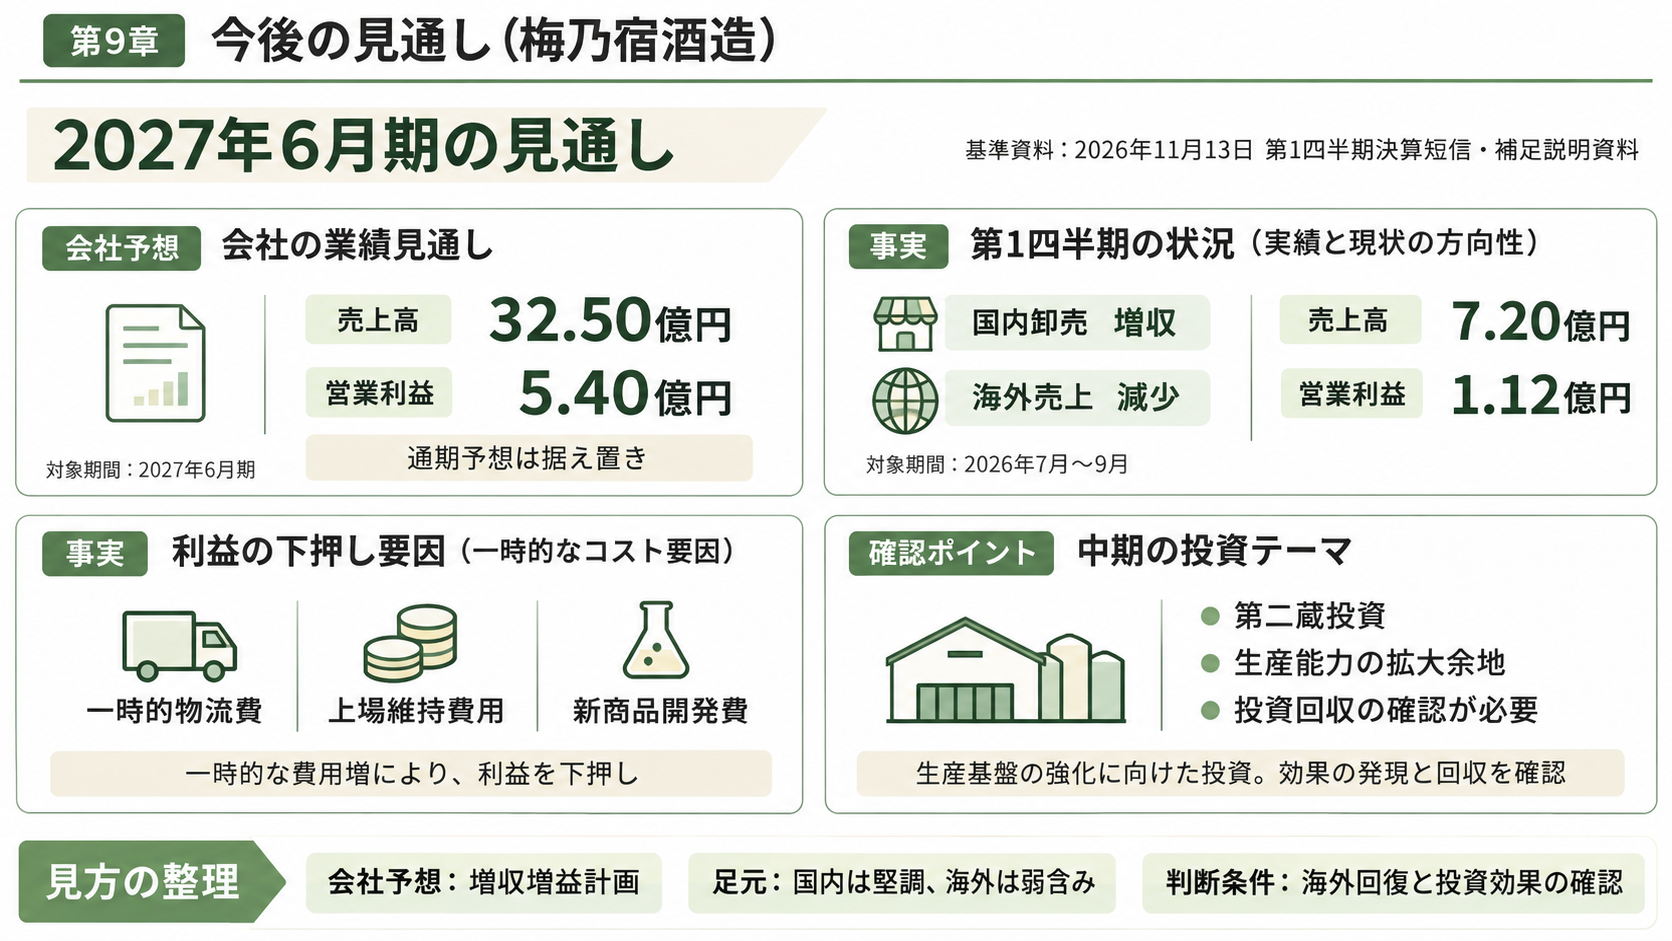 第9章
今後の見通し（梅乃宿酒造）
2027年6月期の見通し
基準資料：2026年11月13日 第1四半期決算短信・補足説明資料
会社予想
会社の業績見通し
売上高
32.50億円
営業利益
5.40億円
通期予想は据え置き
対象期間：2027年6月期
事実
第1四半期の状況（実績と現状の方向性）
国内卸売 増収
海外売上 減少
売上高
7.20億円
営業利益
1.12億円
対象期間：2026年7月～9月
事実
利益の下押し要因（一時的なコスト要因）
一時的物流費
上場維持費用
新商品開発費
一時的な費用増により、利益を下押し
確認ポイント
中期の投資テーマ
● 第二蔵投資
● 生産能力の拡大余地
● 投資回収の確認が必要
生産基盤の強化に向けた投資。効果の発現と回収を確認
見方の整理
会社予想：増収増益計画
足元：国内は堅調、海外は弱含み
判断条件：海外回復と投資効果の確認